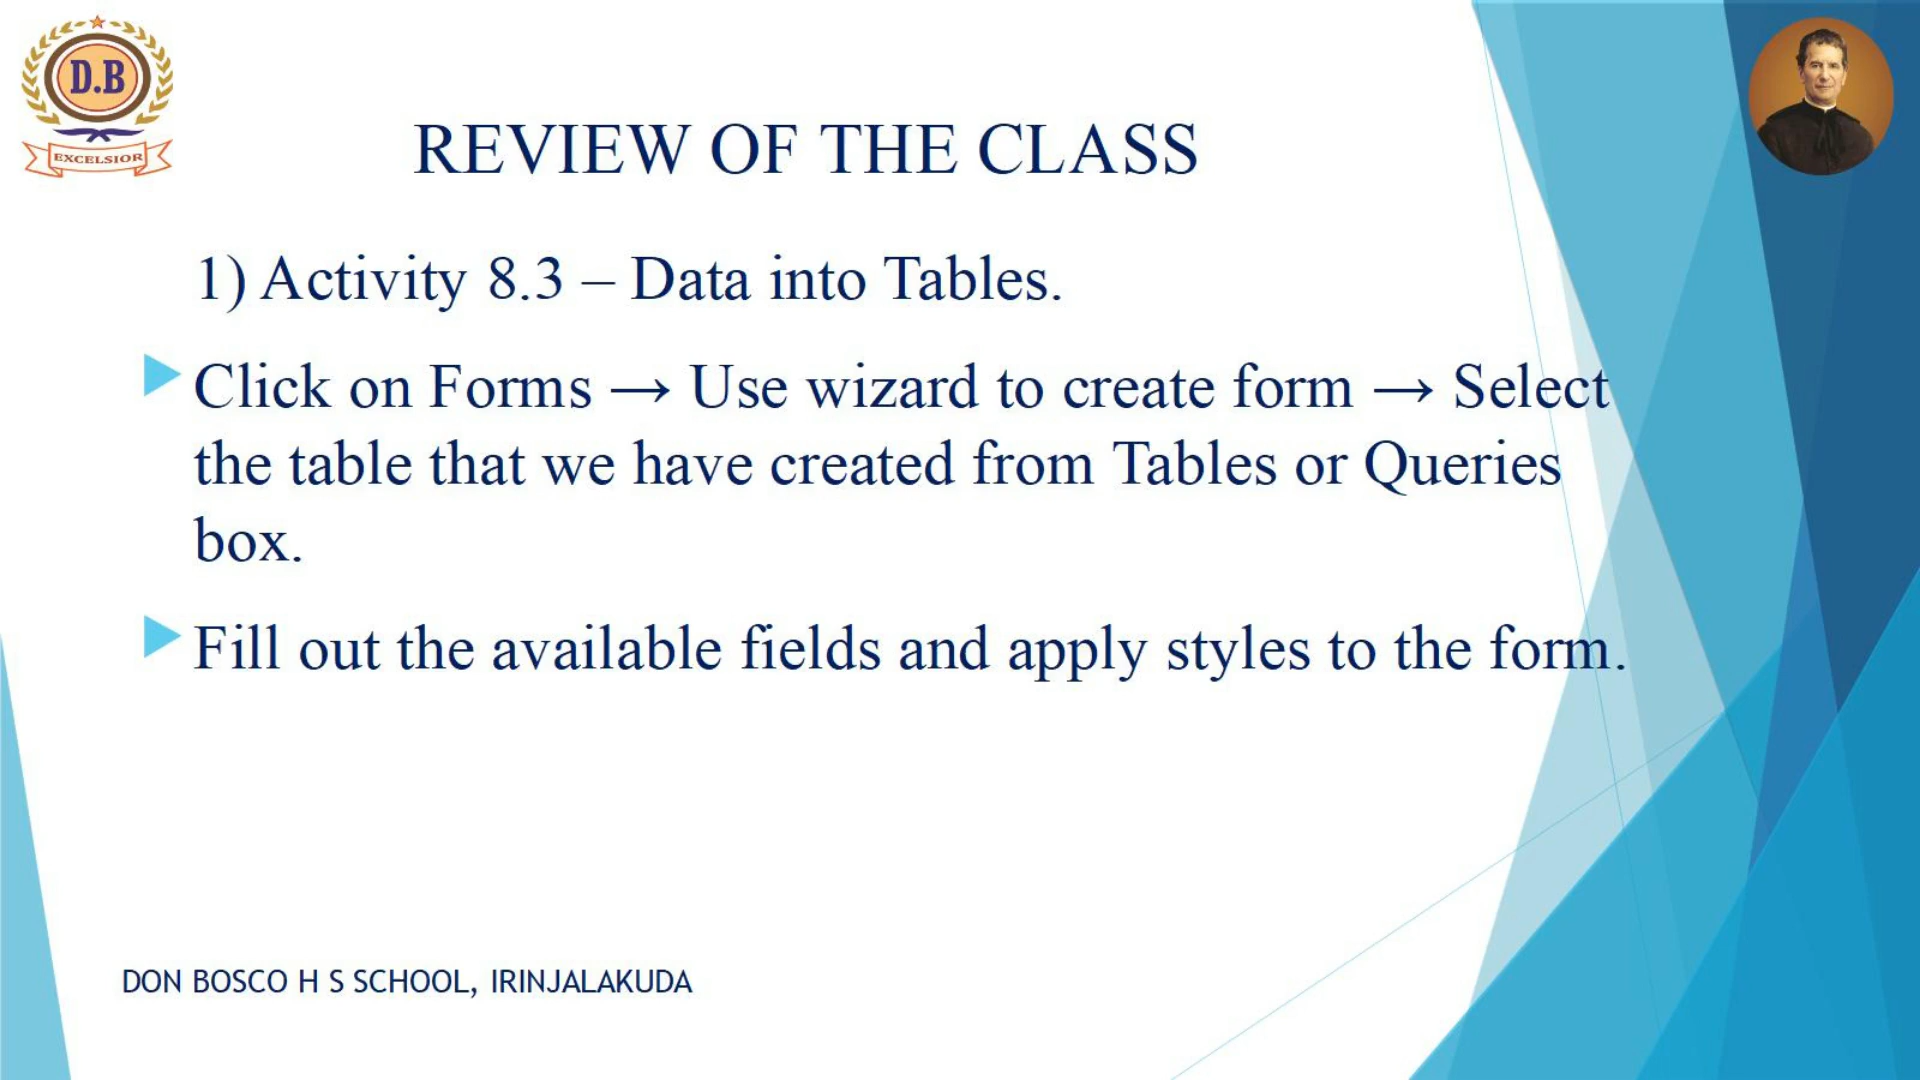 D.B
EXCELSIOR
REVIEW OF THE CLASS
1) Activity 8.3 – Data into Tables.
Click on Forms → Use wizard to create form → Select
the table that we have created from Tables or Queries
box.
Fill out the available fields and apply styles to the form.
DON BOSCO H S SCHOOL, IRINJALAKUDA